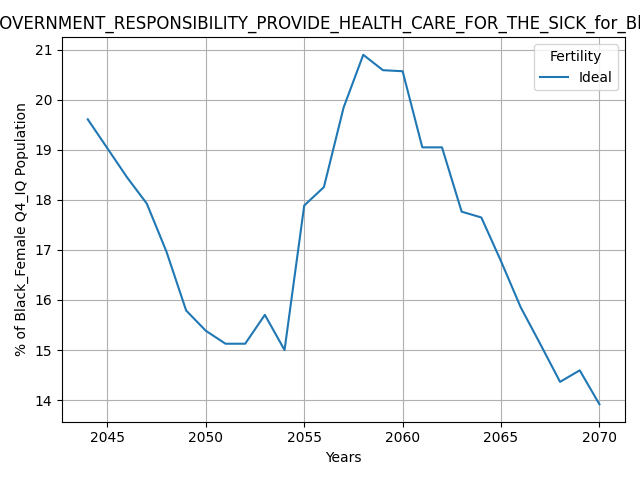 OVERNMENT_RESPONSIBILITY_PROVIDE_HEALTH_CARE_FOR_THE_SICK_for_Bl
21
20
19
18
17
16
15
14
% of Black_Female Q4_IQ Population
Fertility
Ideal
2045 2050 2055 2060 2065 2070
Years